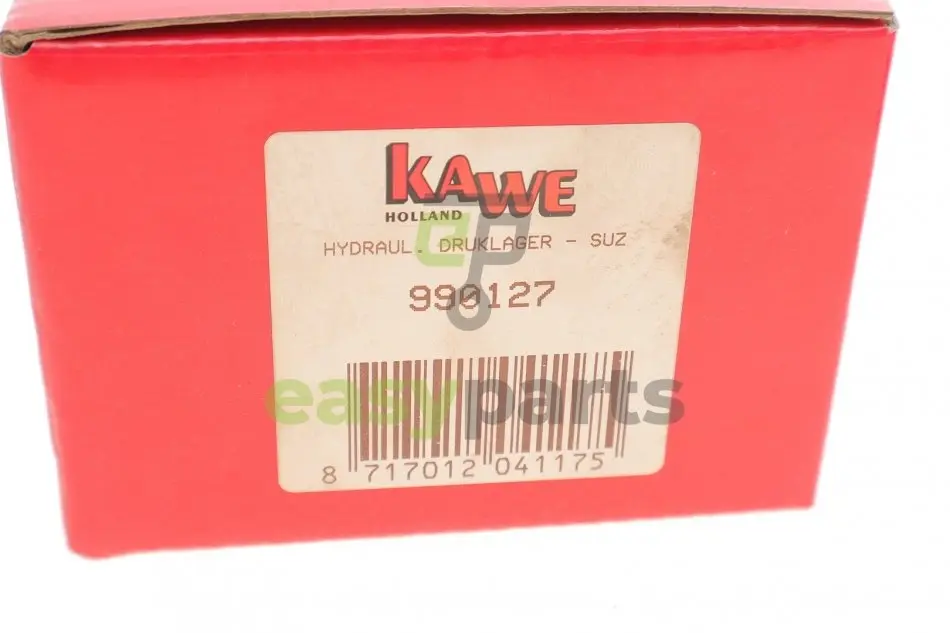 KAWE
HOLLAND
HYDRAUL. DRUKLAGER - SUZ
990127
easyparts
8 717012 041175